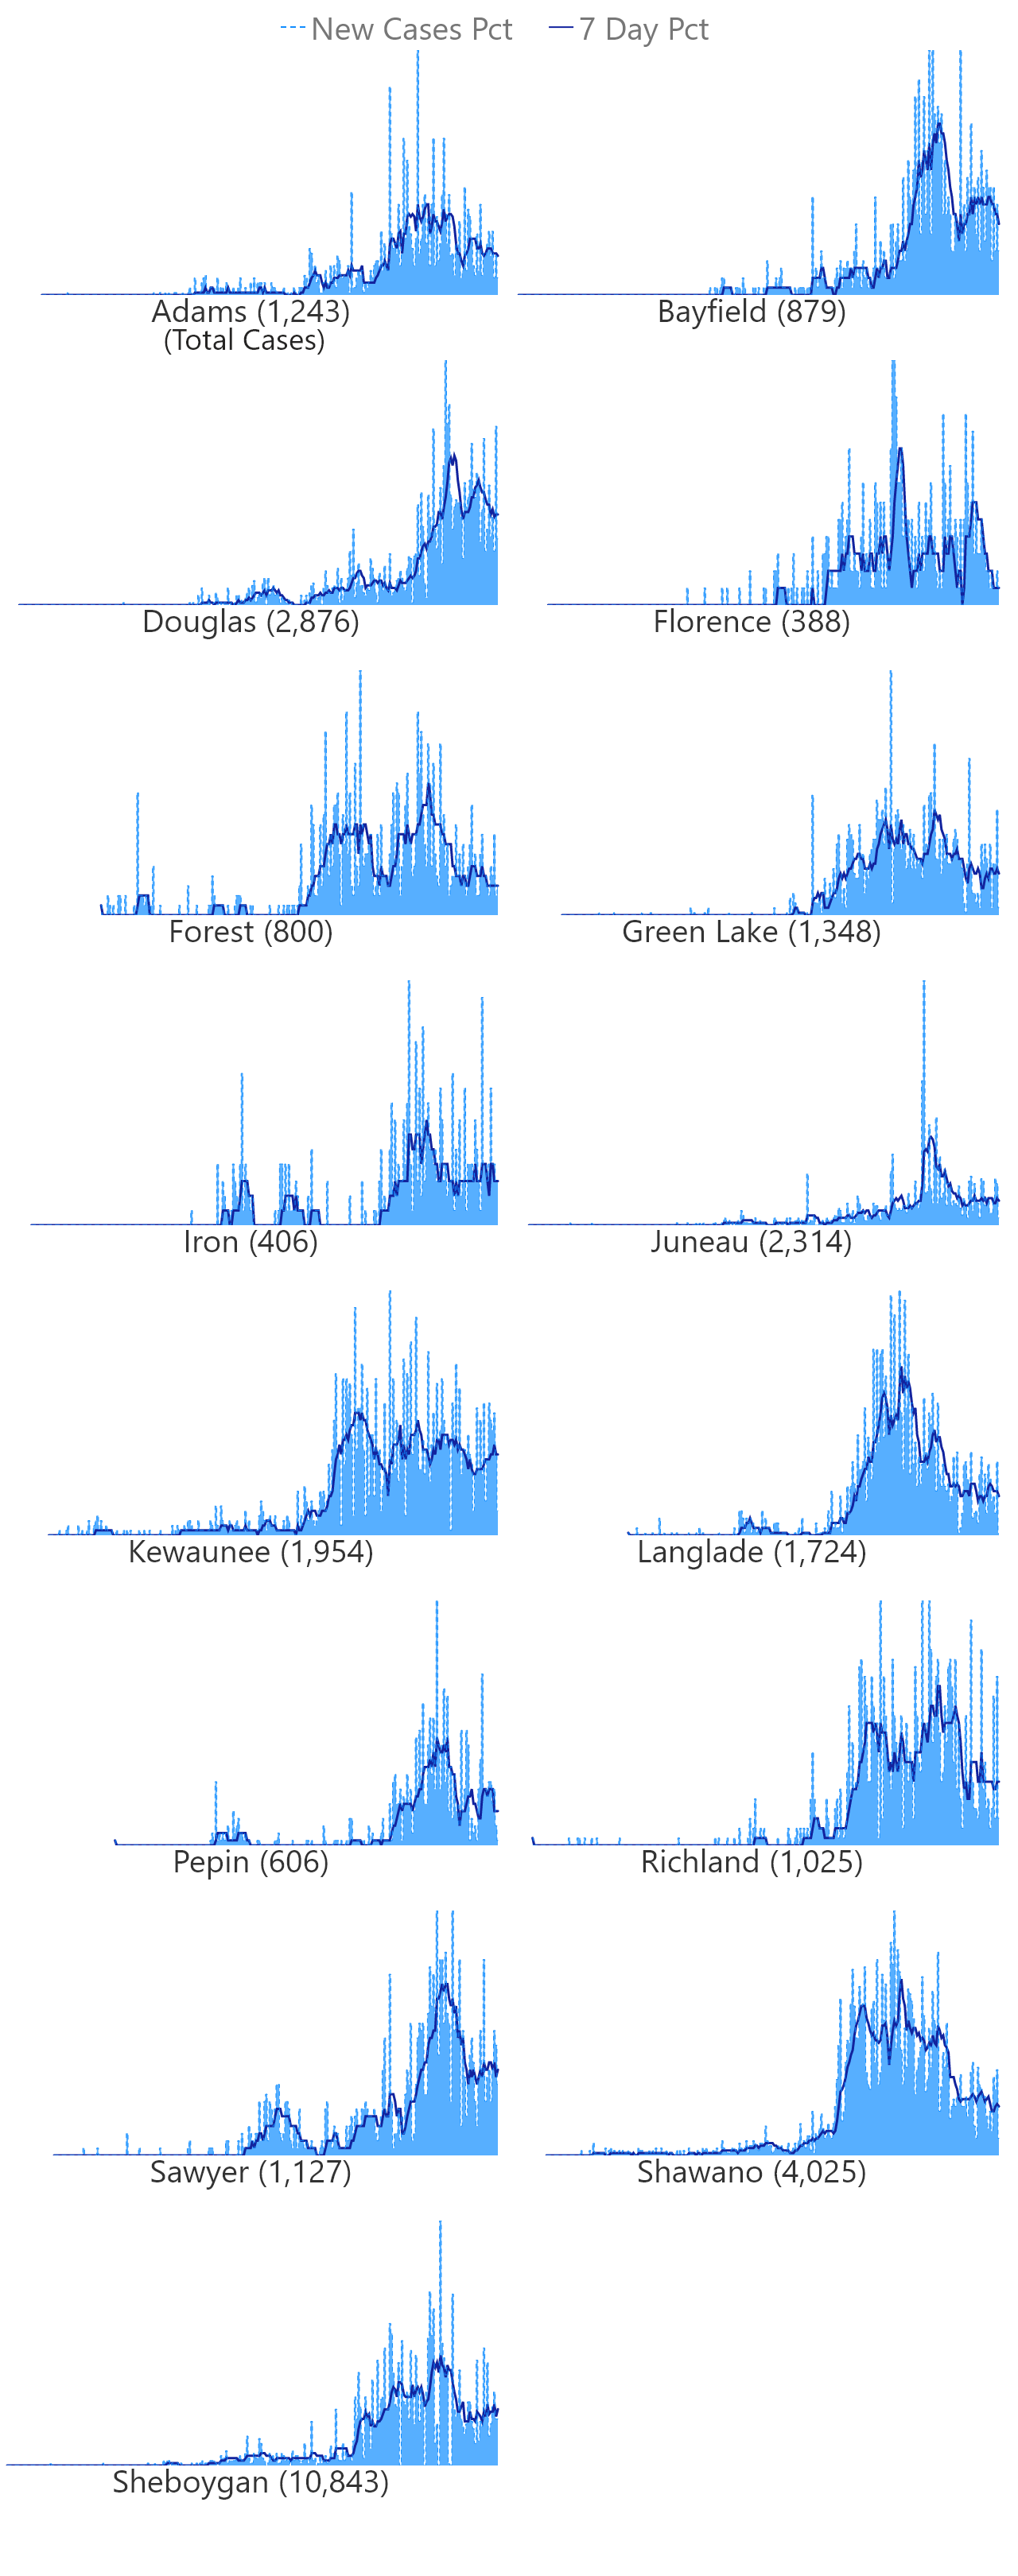 New Cases Pct 7 Day Pct
Adams (1,243) Bayfield (879)
(Total Cases)
Douglas (2,876) Florence (388)
Forest (800) Green Lake (1,348)
Iron (406) Juneau (2,314)
Kewaunee (1,954) Langlade (1,724)
Pepin (606) Richland (1,025)
Sawyer (1,127) Shawano (4,025)
Sheboygan (10,843)